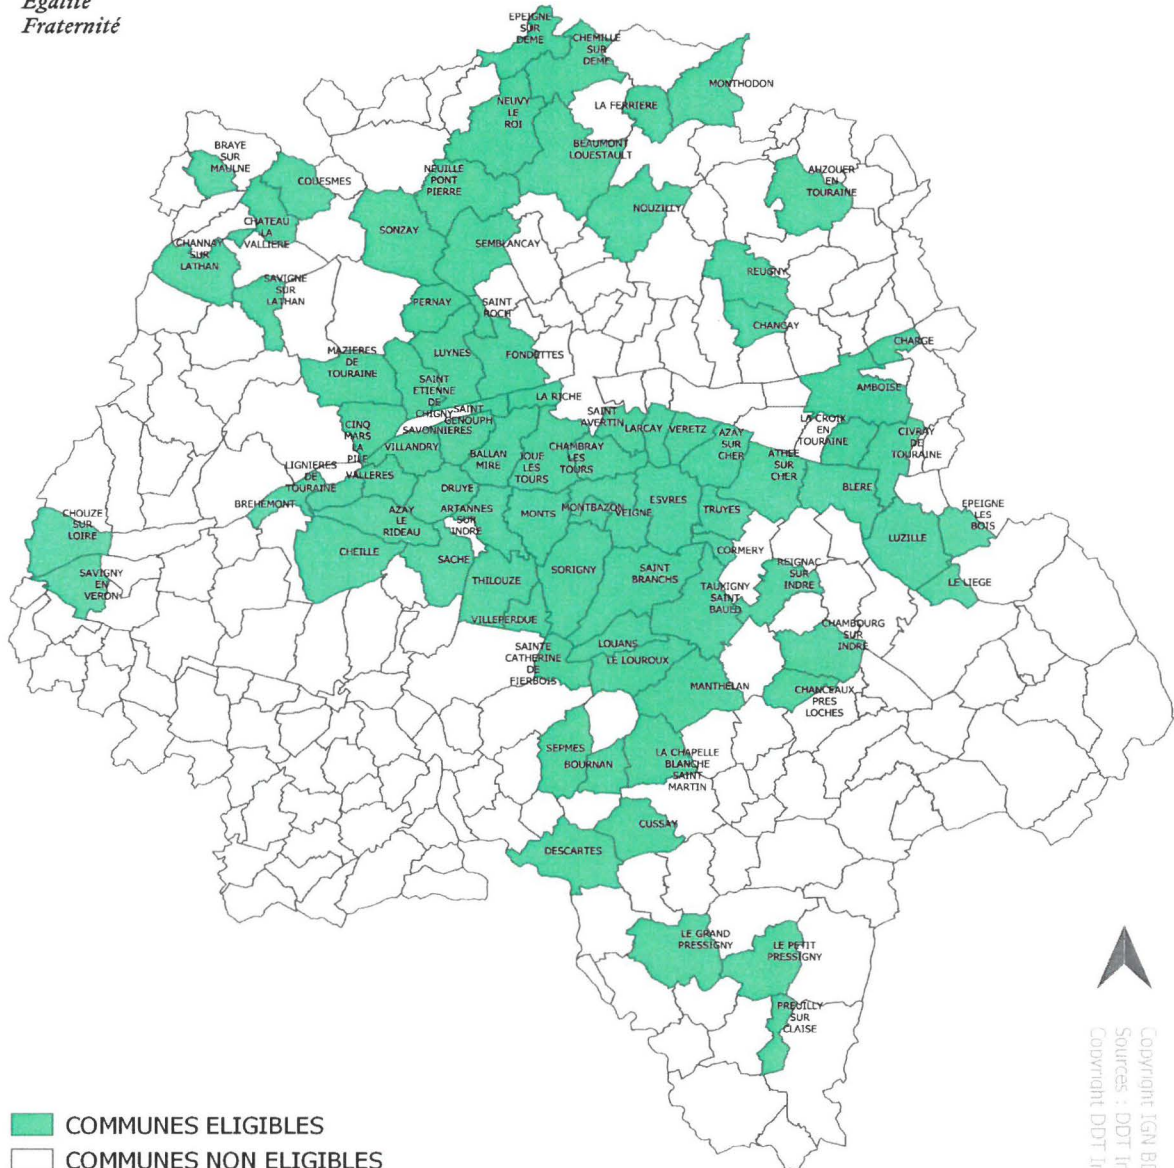 Égalité
Fraternité
EPEIGNE
SUR
DEME
CHEMILLE
SUR
DEME
MONTHODON
NEUVY
LE
ROI
LA FERRIERE
BEAUMONT
LOUESTAULT
BRAYE
SUR
MAULNE
COUESMES
NEUILLE
PONT
PIERRE
AUZOUER
EN
TOURAINE
NOUZILLY
CHATEAU
LA
VALLIERE
SONZAY
SEMBLANCAY
CHANNAY
SUR
LATHAN
SAVIGNE
SUR
LATHAN
REUGNY
PERNAY
SAINT
ROCH
CHANCAY
CHARGE
MAZIERES
DE
TOURAINE
LUYNES
FONDETTES
SAINT
ETIENNE
DE
CHIGNY
AMBOISE
LA RICHE
SAINT
GENOUPH
SAINT
AVERTIN
LARCAY
VERETZ
AZAY
SUR
CHER
LA CROIX
EN
TOURAINE
CIVRAY
DE
TOURAINE
CINQ
MARS
LA
PILE
SAVONNIERES
VILLANDRY
BALLAN
MIRE
JOUE
LES
TOURS
CHAMBRAY
LES
TOURS
ATHEE
SUR
CHER
BLERE
LIGNIERES
DE
TOURAINE
VALLERES
DRUYE
BREHEMONT
AZAY
LE
RIDEAU
ARTANNES
SUR
INDRE
MONTS
MONTBAZON
VEIGNE
ESVRES
TRUYES
EPEIGNE
LES
BOIS
CHOUZE
SUR
LOIRE
LUZILLE
CHEILLE
SACHE
CORMERY
SAVIGNY
EN
VERON
THILOUZE
SORIGNY
SAINT
BRANCHS
TAUXIGNY
SAINT
BAULD
REIGNAC
SUR
INDRE
LE LIEGE
VILLEPERDUE
CHAMBOURG
SUR
INDRE
SAINTE
CATHERINE
DE
FIERBOIS
LOUANS
LE LOUROUX
MANTHELAN
CHANCEAUX
PRES
LOCHES
SEPMES
BOURNAN
LA CHAPELLE
BLANCHE
SAINT
MARTIN
CUSSAY
DESCARTES
LE GRAND
PRESSIGNY
LE PETIT
PRESSIGNY
PREUILLY
SUR
CLAISE
COMMUNES ELIGIBLES
COMMUNES NON ELIGIBLES
Copyright IGN
Sources : DDT
Copyright DDT